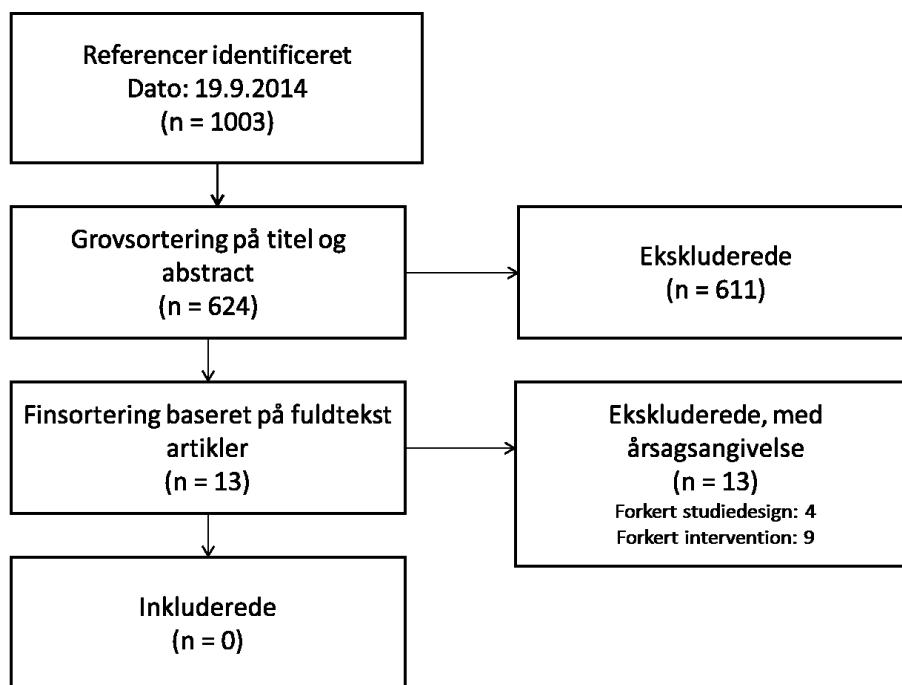 Referencer identificeret
Dato: 19.9.2014
(n = 1003)
Grovsortering på titel og
abstract
(n = 624)
Ekskluderede
(n = 611)
Finsortering baseret på fuldtekst
artikler
(n = 13)
Ekskluderede, med
årsagsangivelse
(n = 13)
Forkert studiedesign: 4
Forkert intervention: 9
Inkluderede
(n = 0)